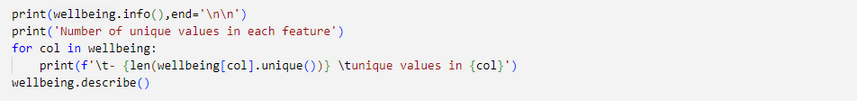 print(wellbeing.info(),end='\n\n')
print('Number of unique values in each feature')
for col in wellbeing:
    print(f'\t- {len(wellbeing[col].unique())} \tunique values in {col}')
wellbeing.describe()